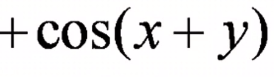 +cos(x + y)